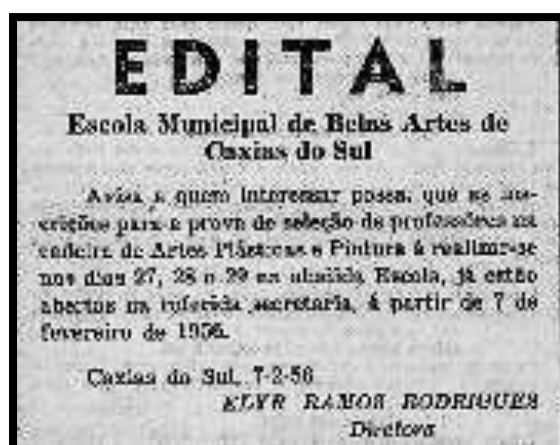 EDITAL
Escola Municipal de Belas Artes de
Caxias do Sul
Avisa a quem interessar possa, que as ins-
crições para a prova de seleção de professôres na
cadeira de Artes Plásticas e Pintura à realizar-se
nos dias 27, 28 e 29 na aludida Escola, já estão
abertos na referida secretaria, á partir de 7 de
fevereiro de 1956.
Caxias do Sul, 7-2-56
ELYR RAMOS RODRIGUES
Diretora